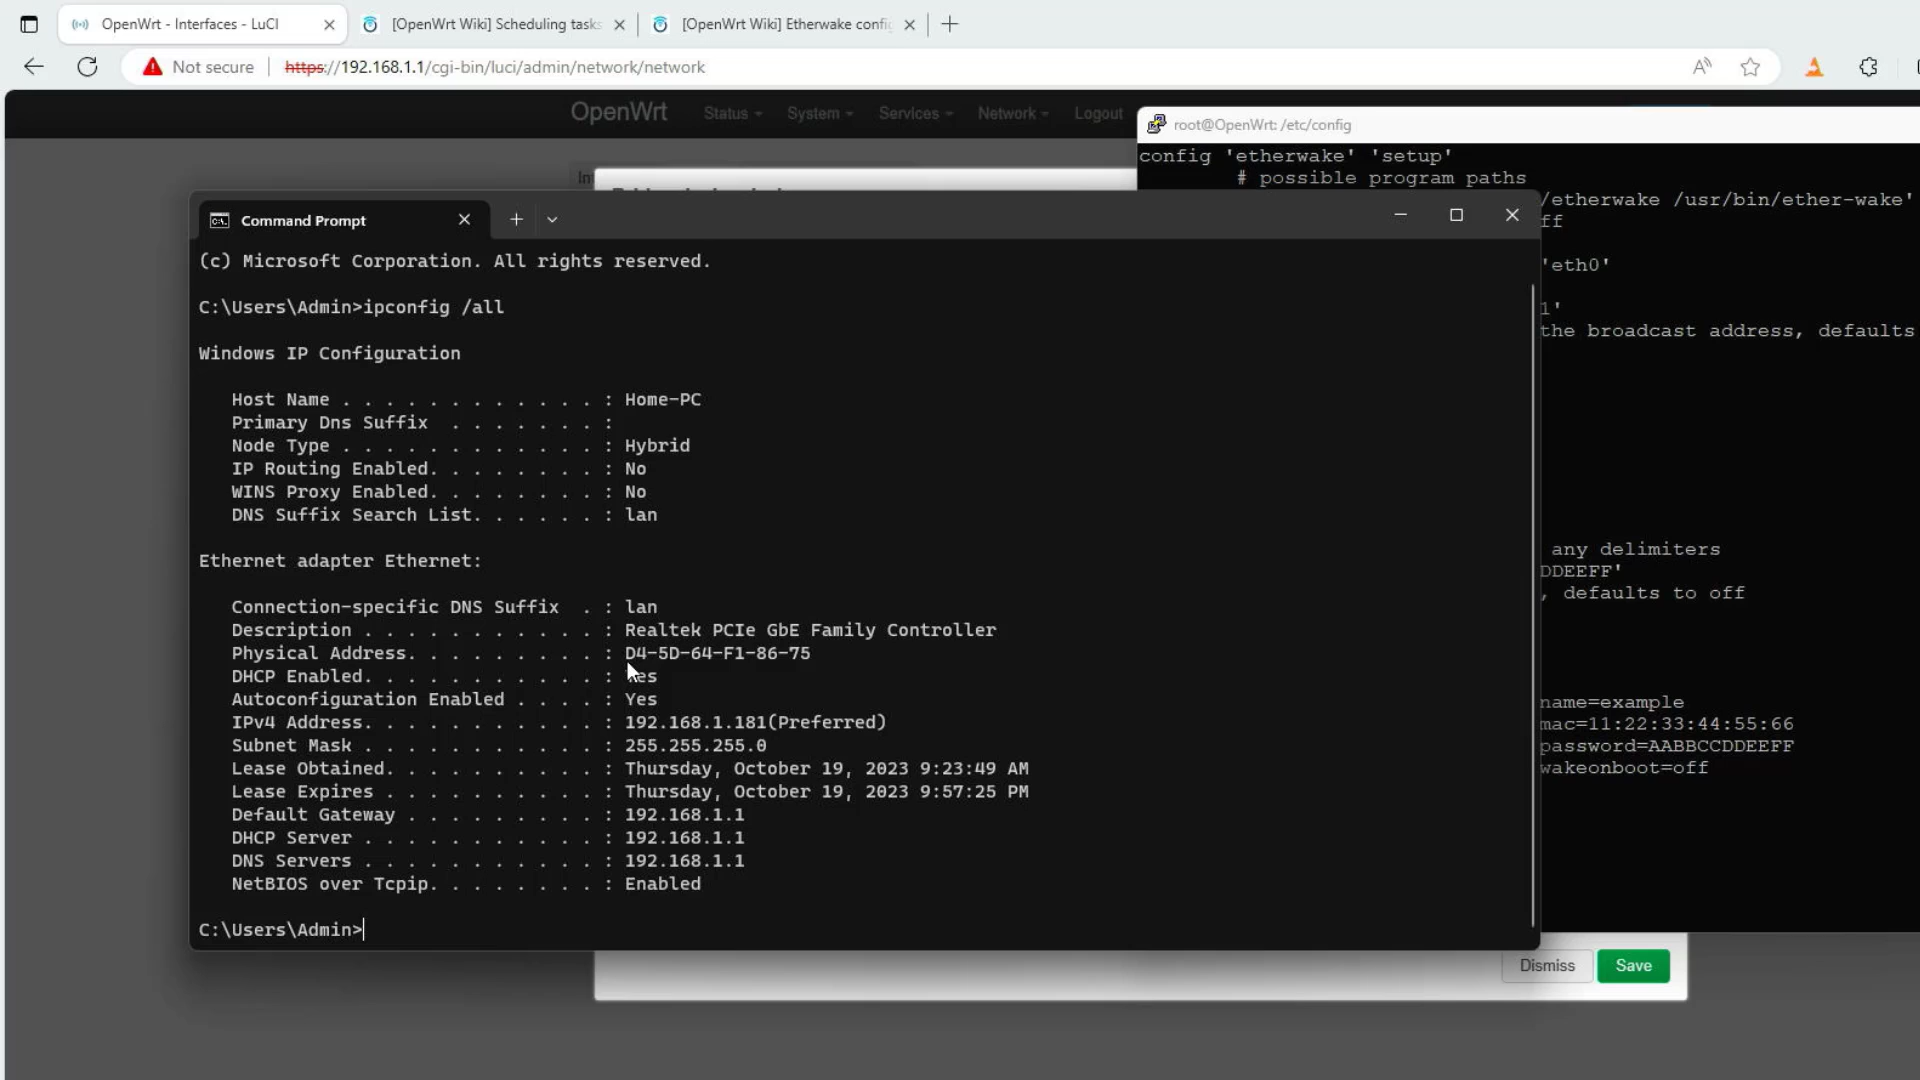 OpenWrt - Interfaces - LuCI
[OpenWrt Wiki] Scheduling tasks
[OpenWrt Wiki] Etherwake confi
Not secure
https://192.168.1.1/cgi-bin/luci/admin/network/network
OpenWrt
Status
System
Services
Network
Logout
root@OpenWrt: /etc/config
config 'etherwake' 'setup'
# possible program paths
/etherwake /usr/bin/ether-wake'
ff
'eth0'
1'
the broadcast address, defaults
any delimiters
DDEEFF'
, defaults to off
name=example
mac=11:22:33:44:55:66
password=AABBCCDDEEFF
wakeonboot=off
Command Prompt
(c) Microsoft Corporation. All rights reserved.
C:\Users\Admin>ipconfig /all
Windows IP Configuration
Host Name . . . . . . . . . . . . : Home-PC
Primary Dns Suffix  . . . . . . . :
Node Type . . . . . . . . . . . . : Hybrid
IP Routing Enabled. . . . . . . . : No
WINS Proxy Enabled. . . . . . . . : No
DNS Suffix Search List. . . . . . : lan
Ethernet adapter Ethernet:
Connection-specific DNS Suffix  . : lan
Description . . . . . . . . . . . : Realtek PCIe GbE Family Controller
Physical Address. . . . . . . . . : D4-5D-64-F1-86-75
DHCP Enabled. . . . . . . . . . . : Yes
Autoconfiguration Enabled . . . . : Yes
IPv4 Address. . . . . . . . . . . : 192.168.1.181(Preferred)
Subnet Mask . . . . . . . . . . . : 255.255.255.0
Lease Obtained. . . . . . . . . . : Thursday, October 19, 2023 9:23:49 AM
Lease Expires . . . . . . . . . . : Thursday, October 19, 2023 9:57:25 PM
Default Gateway . . . . . . . . . : 192.168.1.1
DHCP Server . . . . . . . . . . . : 192.168.1.1
DNS Servers . . . . . . . . . . . : 192.168.1.1
NetBIOS over Tcpip. . . . . . . . : Enabled
C:\Users\Admin>
Dismiss
Save